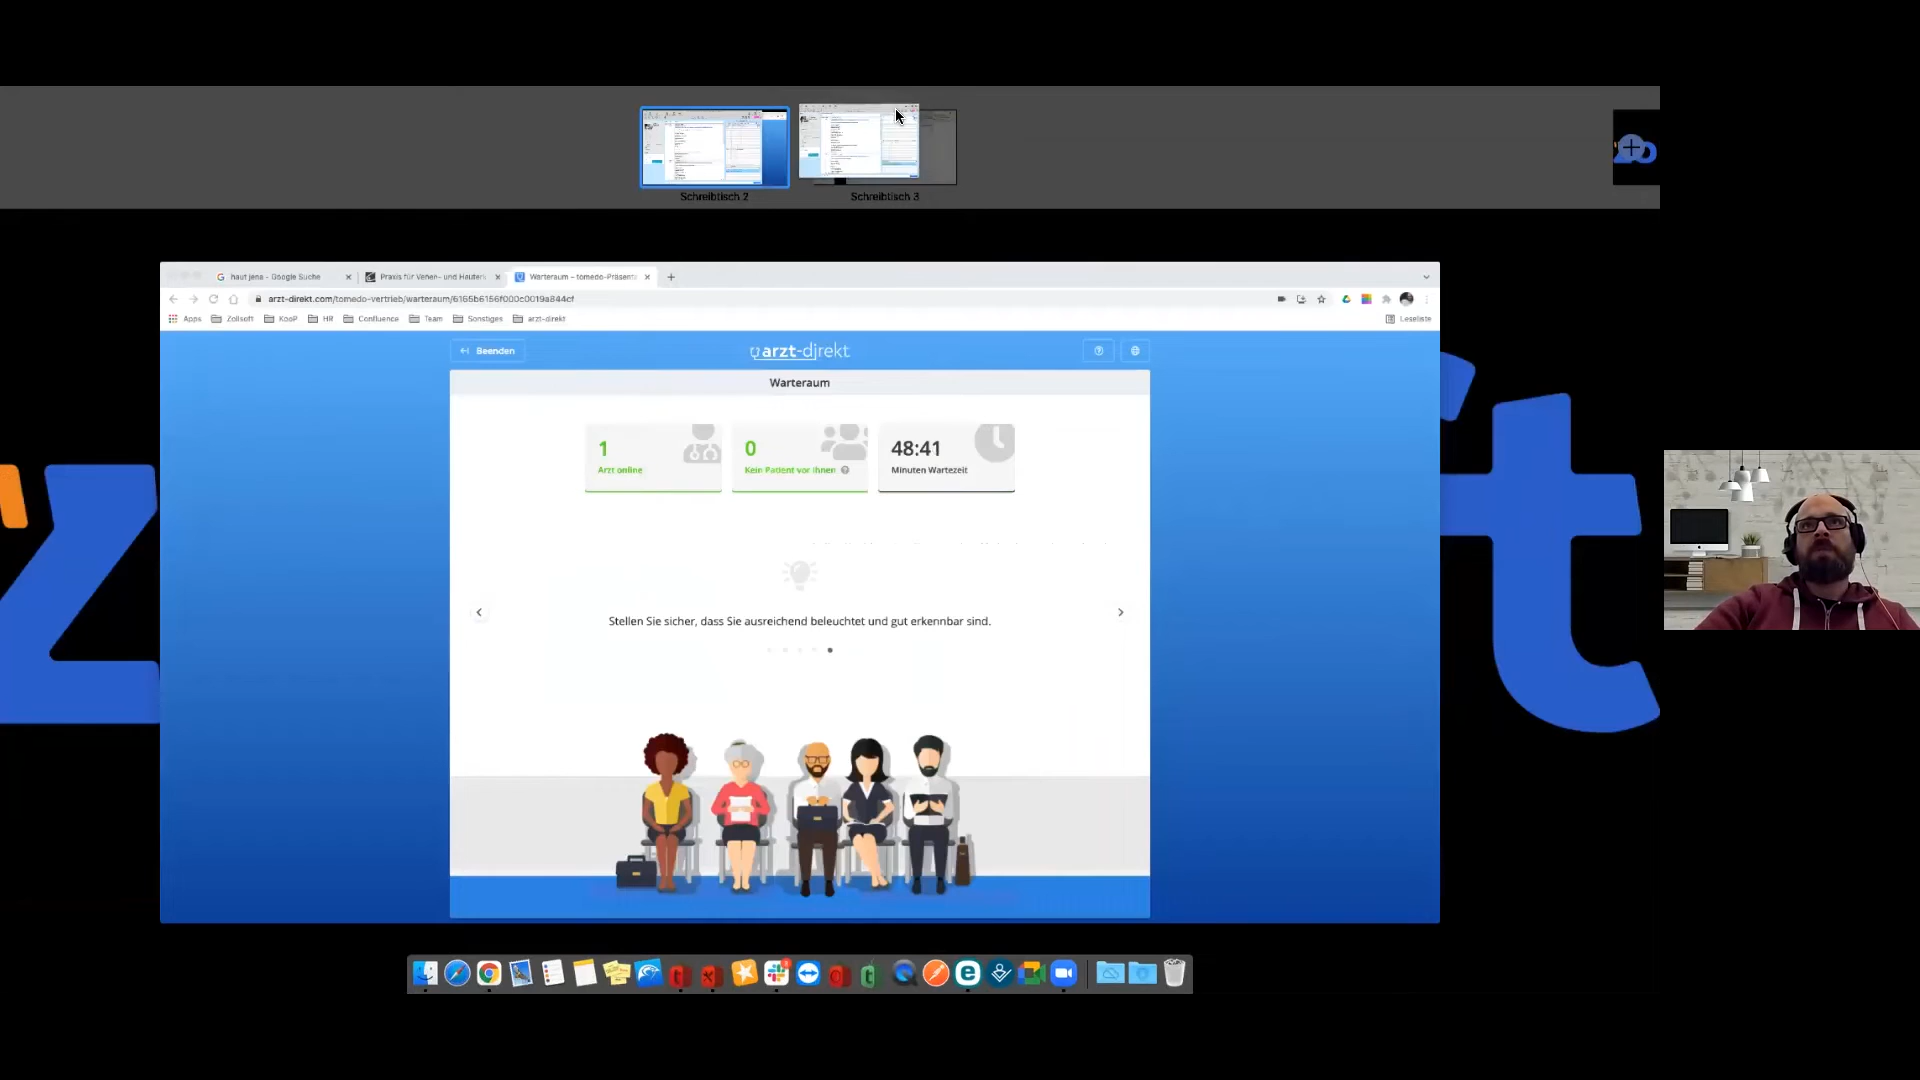 Schreibtisch 2
Schreibtisch 3
haut jena - Google Suche
Praxis für Venen- und Hauterk
Warteraum – tomedo-Präsenta
arzt-direkt.com/tomedo-vertrieb/warteraum/
Apps
Zollsoft
KooP
HR
Confluence
Team
Sonstiges
arzt-direkt
Leseliste
Beenden
arzt-direkt
Warteraum
1
Arzt online
0
Kein Patient vor Ihnen
48:41
Minuten Wartezeit
Stellen Sie sicher, dass Sie ausreichend beleuchtet und gut erkennbar sind.
z
t